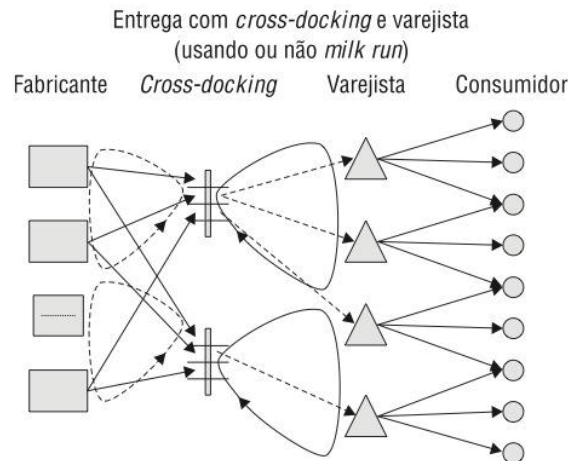 Entrega com cross-docking e varejista
(usando ou não milk run)
Fabricante Cross-docking Varejista Consumidor